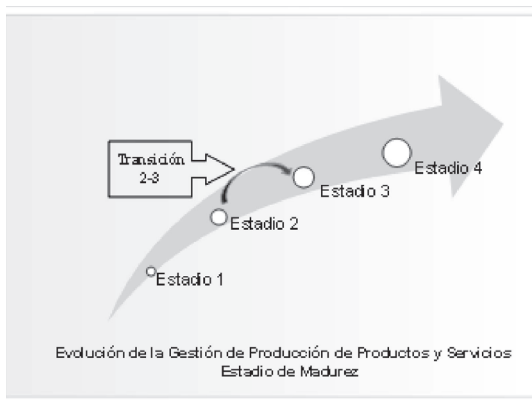 Transición
2-3
Estadio 4
Estadio 3
Estadio 2
Estadio 1
Evolución de la Gestión de Producción de Productos y Servicios
Estadio de Madurez